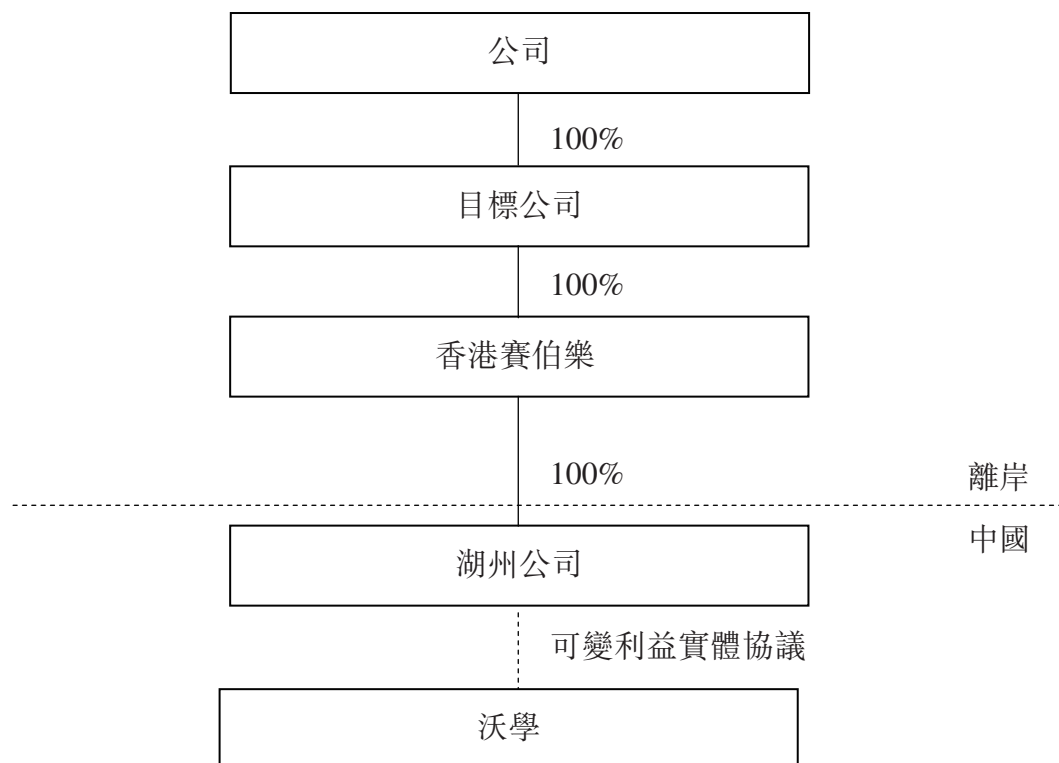 公司
100%
目標公司
100%
香港賽伯樂
100%
離岸
中國
湖州公司
可變利益實體協議
沃學